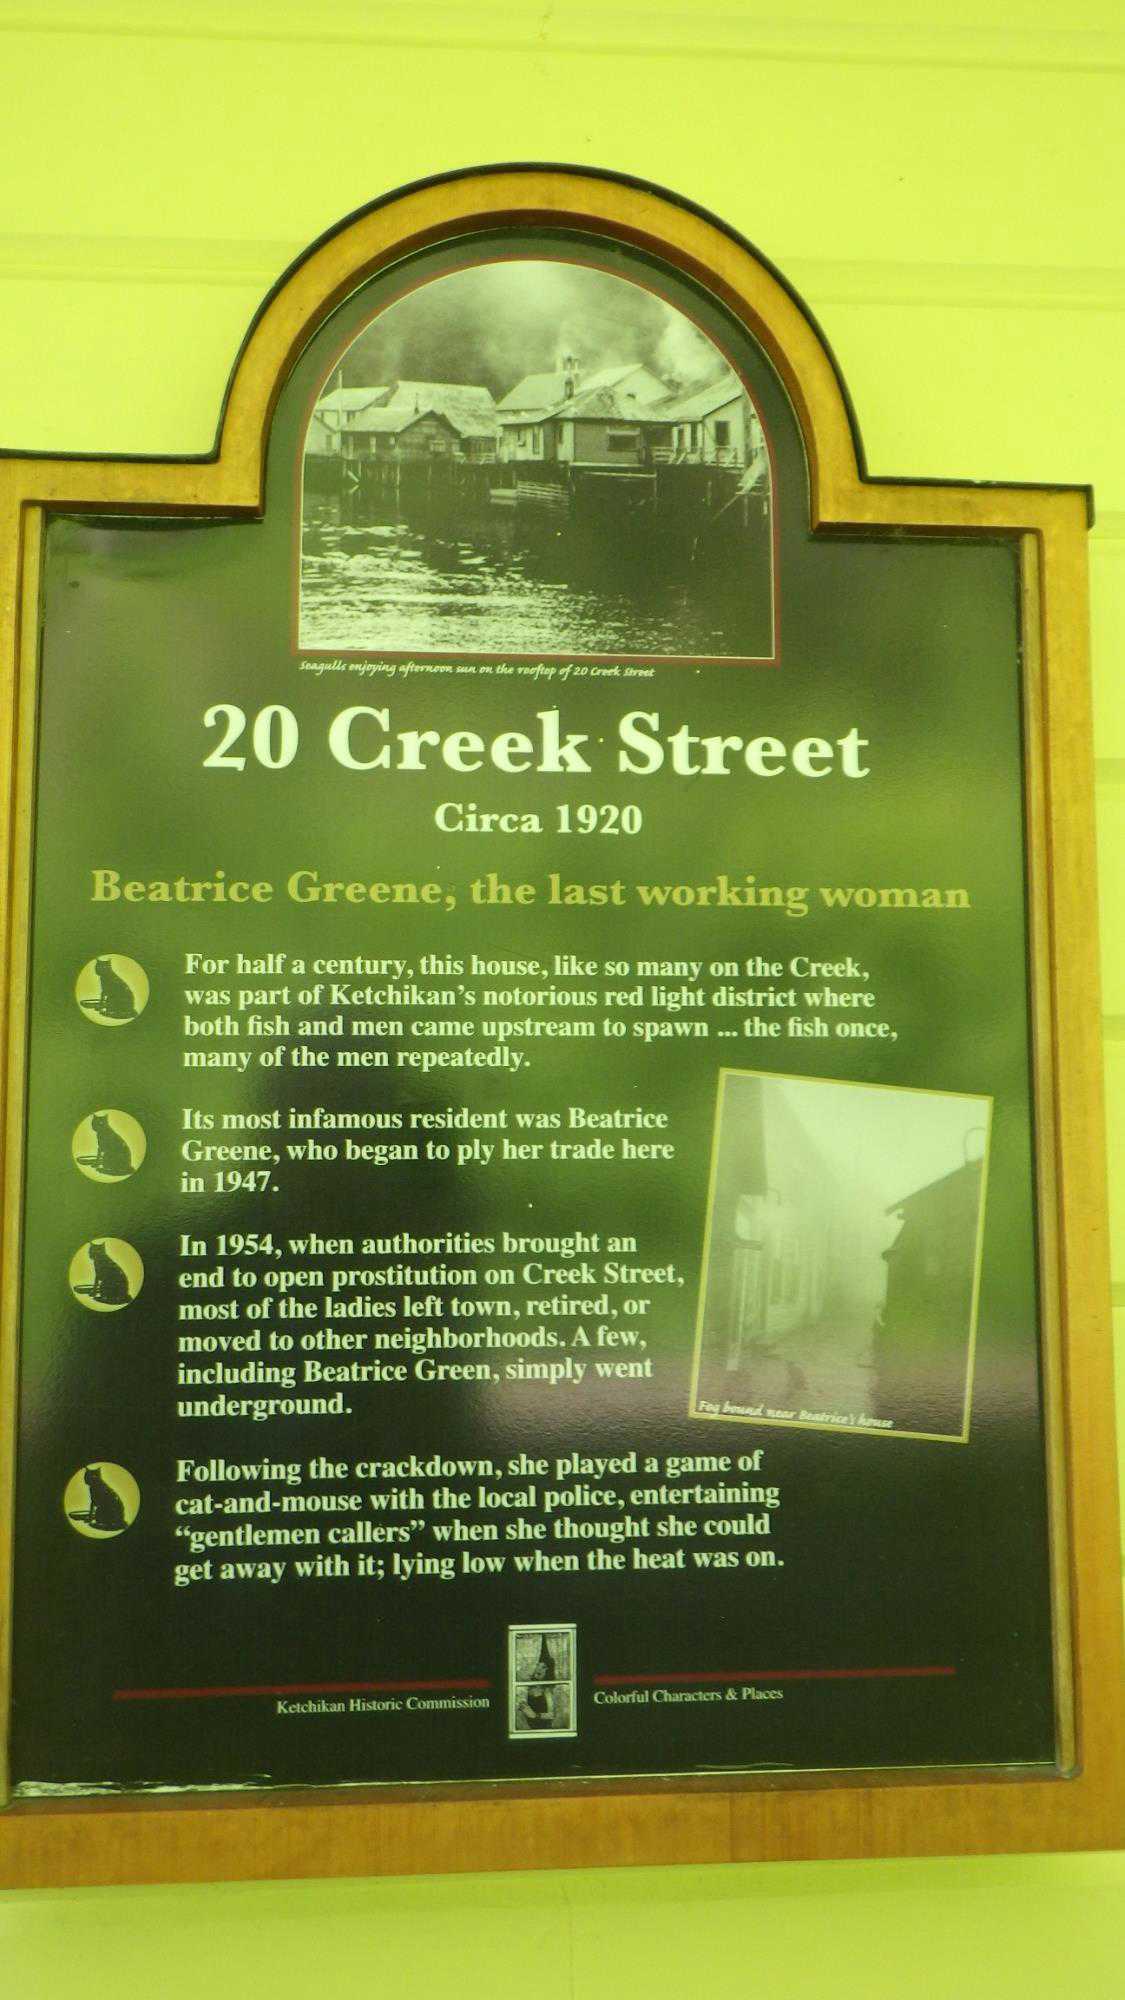 Seagulls enjoying afternoon sun on the rooftop of 20 Creek Street
20 Creek Street
Circa 1920
Beatrice Greene, the last working woman
For half a century, this house, like so many on the Creek,
was part of Ketchikan’s notorious red light district where
both fish and men came upstream to spawn ... the fish once,
many of the men repeatedly.
Its most infamous resident was Beatrice
Greene, who began to ply her trade here
in 1947.
In 1954, when authorities brought an
end to open prostitution on Creek Street,
most of the ladies left town, retired, or
moved to other neighborhoods. A few,
including Beatrice Green, simply went
underground.
Fog bound near Beatrice's house
Following the crackdown, she played a game of
cat-and-mouse with the local police, entertaining
“gentlemen callers” when she thought she could
get away with it; lying low when the heat was on.
Ketchikan Historic Commission
Colorful Characters & Places